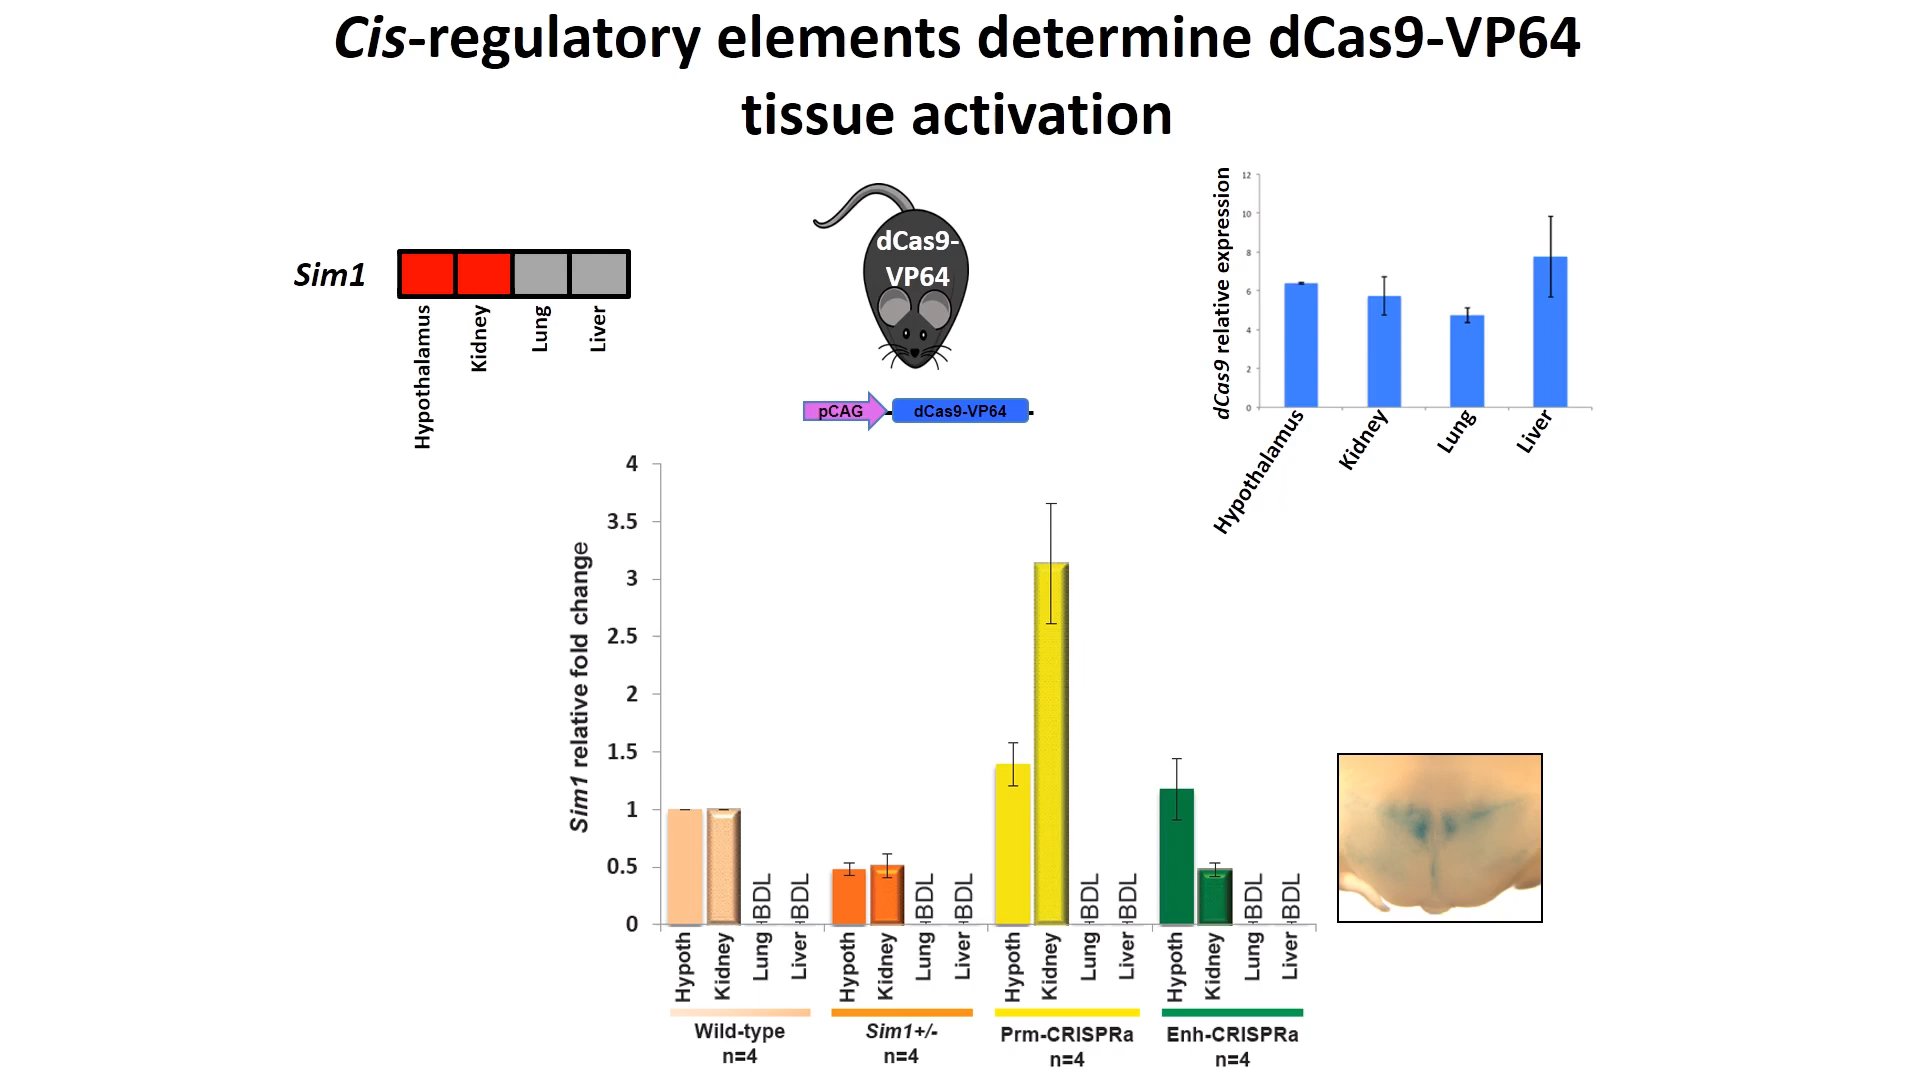 Cis-regulatory elements determine dCas9-VP64
tissue activation
Sim1
Hypothalamus
Kidney
Lung
Liver
dCas9-
VP64
pCAG
dCas9-VP64
dCas9 relative expression
12
10
8
6
4
2
0
Hypothalamus
Kidney
Lung
Liver
Sim1 relative fold change
4
3.5
3
2.5
2
1.5
1
0.5
0
BDL
BDL
BDL
BDL
BDL
BDL
BDL
BDL
Hypoth
Kidney
Lung
Liver
Hypoth
Kidney
Lung
Liver
Hypoth
Kidney
Lung
Liver
Hypoth
Kidney
Lung
Liver
Wild-type
n=4
Sim1+/-
n=4
Prm-CRISPRa
n=4
Enh-CRISPRa
n=4